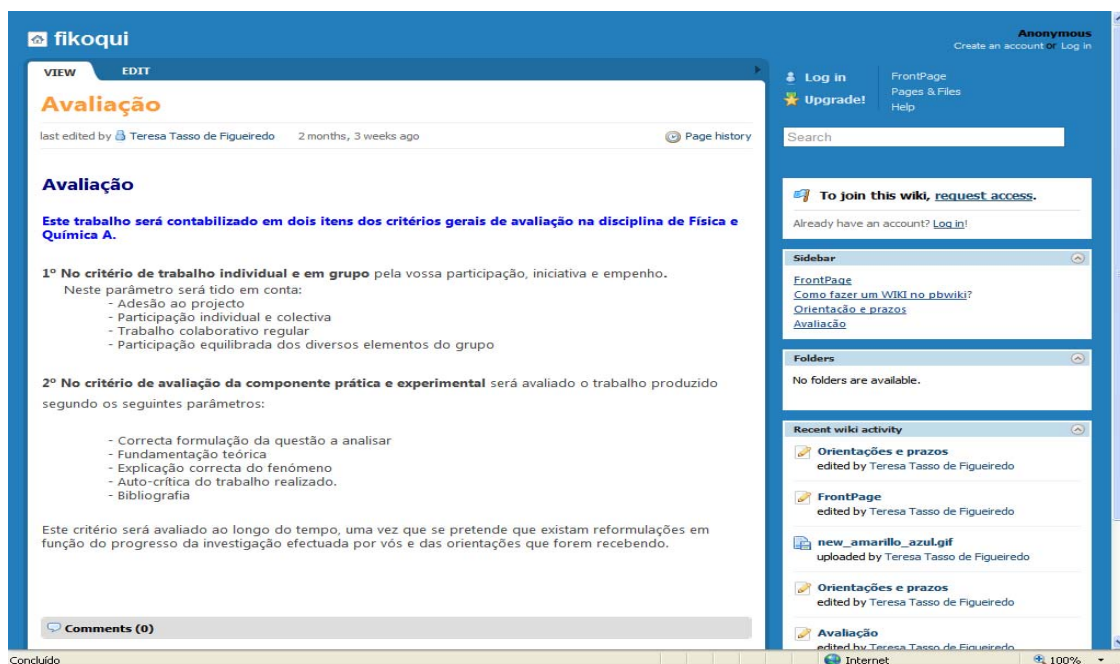 fikoqui
Anonymous
Create an account or Log in
VIEW EDIT
Avaliação
last edited by Teresa Tasso de Figueiredo 2 months, 3 weeks ago Page history
Avaliação
Este trabalho será contabilizado em dois itens dos critérios gerais de avaliação na disciplina de Física e
Química A.
1º No critério de trabalho individual e em grupo pela vossa participação, iniciativa e empenho.
Neste parâmetro será tido em conta:
- Adesão ao projecto
- Participação individual e colectiva
- Trabalho colaborativo regular
- Participação equilibrada dos diversos elementos do grupo
2º No critério de avaliação da componente prática e experimental será avaliado o trabalho produzido
segundo os seguintes parâmetros:
- Correcta formulação da questão a analisar
- Fundamentação teórica
- Explicação correcta do fenómeno
- Auto-crítica do trabalho realizado.
- Bibliografia
Este critério será avaliado ao longo do tempo, uma vez que se pretende que existam reformulações em
função do progresso da investigação efectuada por vós e das orientações que forem recebendo.
Comments (0)
Log in
Upgrade!
FrontPage
Pages & Files
Help
Search
To join this wiki, request access.
Already have an account? Log in!
Sidebar
FrontPage
Como fazer um WIKI no pbwiki?
Orientação e prazos
Avaliação
Folders
No folders are available.
Recent wiki activity
Orientações e prazos
edited by Teresa Tasso de Figueiredo
FrontPage
edited by Teresa Tasso de Figueiredo
new_amarillo_azul.gif
uploaded by Teresa Tasso de Figueiredo
Orientações e prazos
edited by Teresa Tasso de Figueiredo
Avaliação
edited by Teresa Tasso de Figueiredo
Concluído Internet 100%